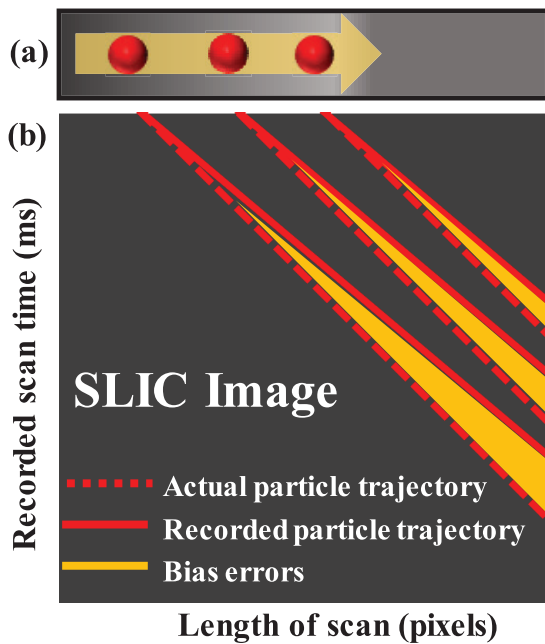 (a)
(b)
Recorded scan time (ms)
SLIC Image
Actual particle trajectory
Recorded particle trajectory
Bias errors
Length of scan (pixels)